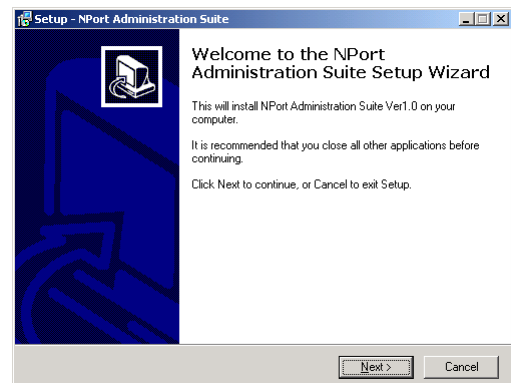 Setup - NPort Administration Suite
Welcome to the NPort
Administration Suite Setup Wizard
This will install NPort Administration Suite Ver1.0 on your
computer.
It is recommended that you close all other applications before
continuing.
Click Next to continue, or Cancel to exit Setup.
Next >
Cancel